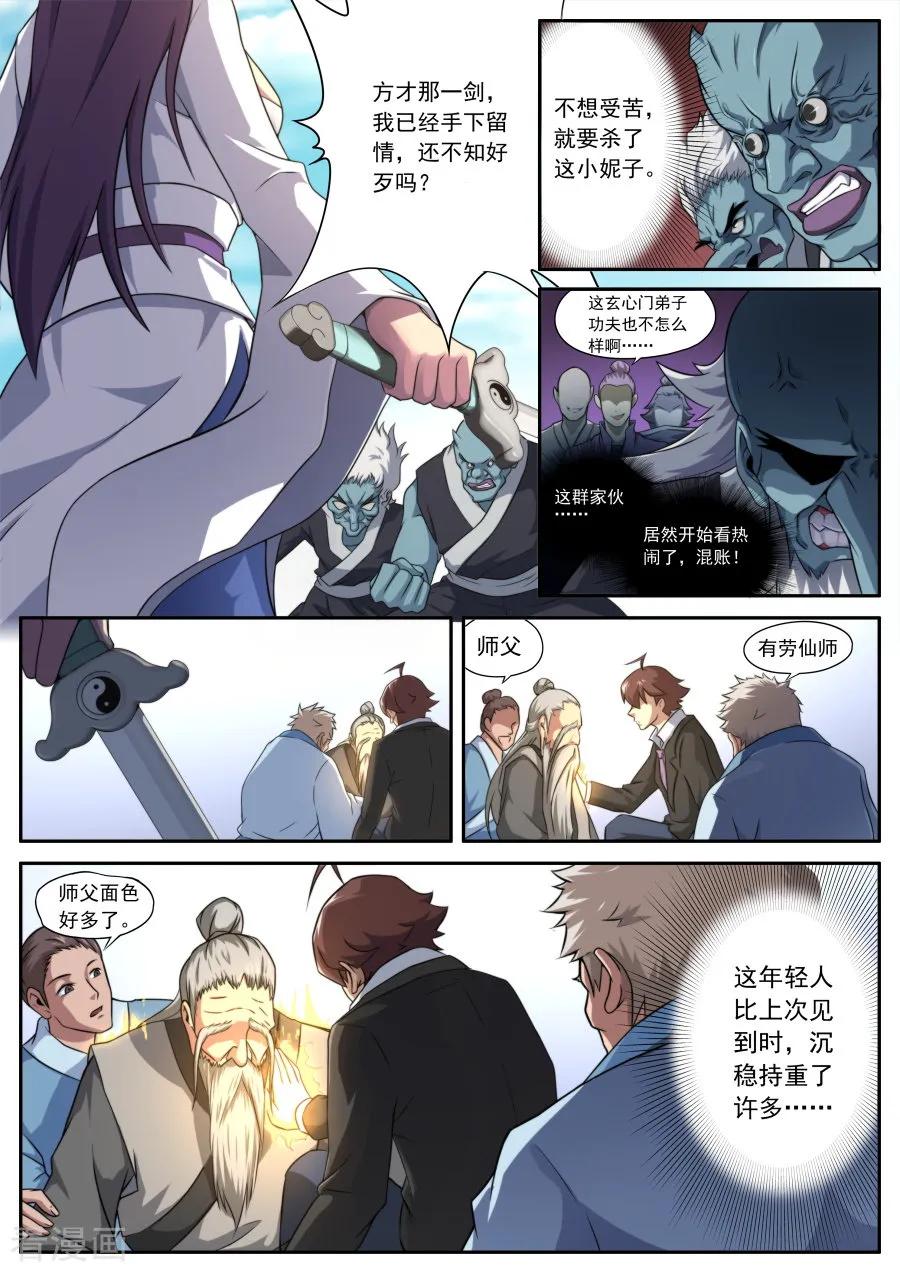 方才那一剑，
我已经手下留
情，还不知好
歹吗？
不想受苦，
就要杀了
这小妮子。
这玄心门弟子
功夫也不怎么
样啊……
这群家伙
……
居然开始看热
闹了，混账！
师父
有劳仙师
师父面色
好多了。
这年轻人
比上次见
到时，沉
稳持重了
许多……
看漫画